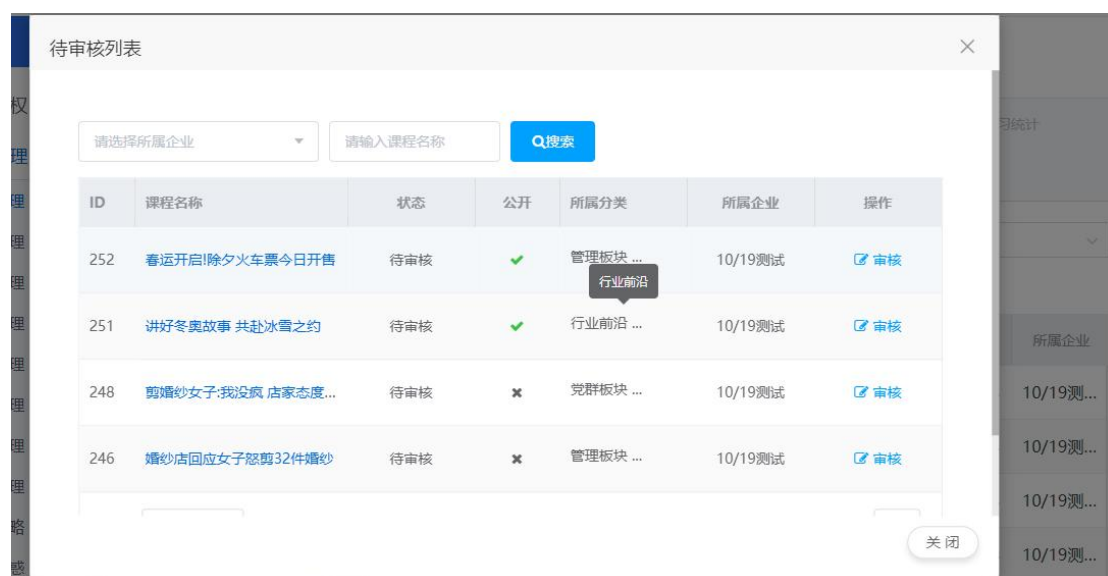 待审核列表
权
理
理
理
理
理
理
理
理
理
略
惑
习统计
请选择所属企业 请输入课程名称 搜索
ID 课程名称 状态 公开 所属分类 所属企业 操作
252 春运开启!除夕火车票今日开售 待审核 管理板块 ... 10/19测试 审核
行业前沿
251 讲好冬奥故事 共赴冰雪之约 待审核 行业前沿 ... 10/19测试 审核
248 剪婚纱女子:我没疯 店家态度... 待审核 党群板块 ... 10/19测试 审核
246 婚纱店回应女子怒剪32件婚纱 待审核 管理板块 ... 10/19测试 审核
关闭
所属企业
10/19测...
10/19测...
10/19测...
10/19测...